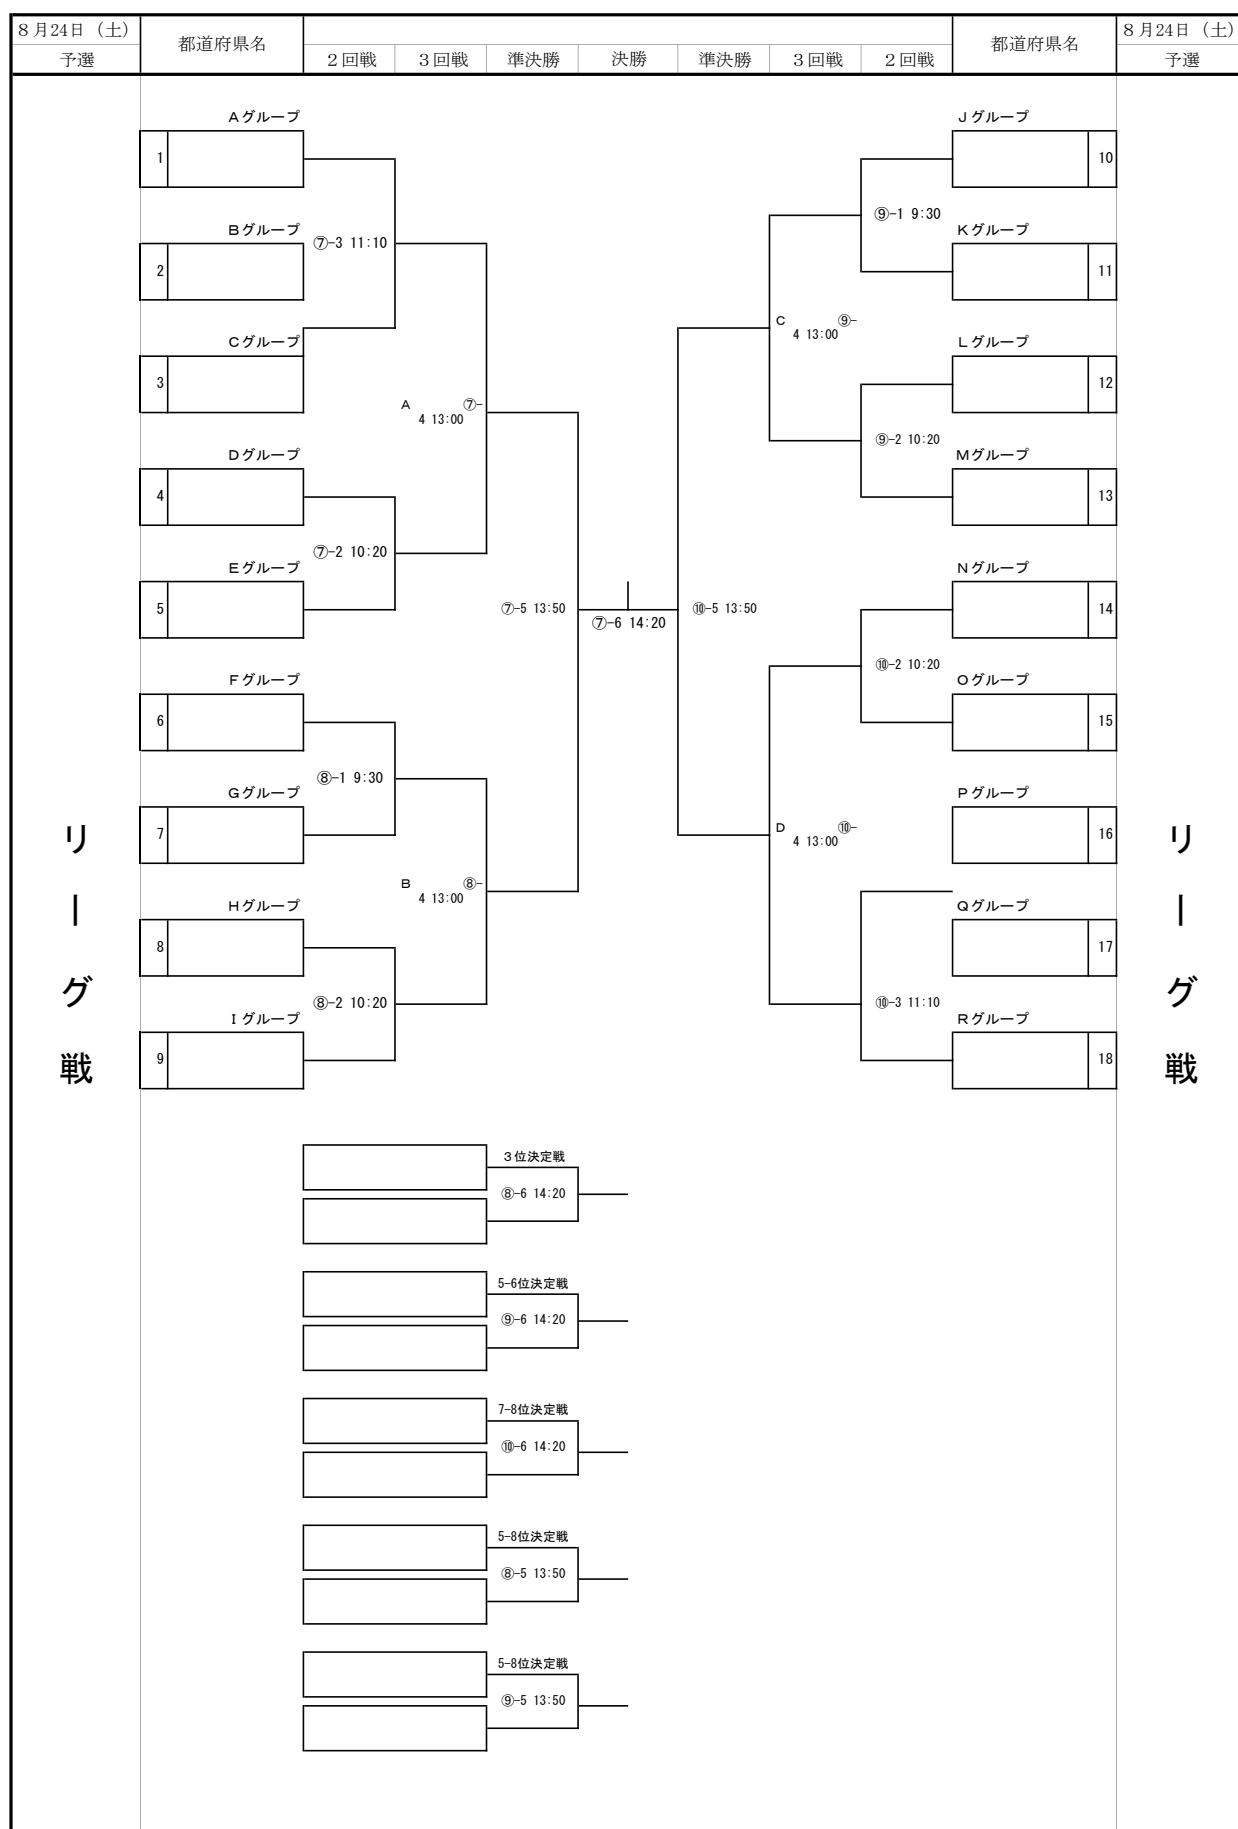 ８月24日（土）
都道府県名
都道府県名
８月24日（土）
予選
２回戦
３回戦
準決勝
決勝
準決勝
３回戦
２回戦
予選
Ａグループ
1
Ｂグループ
2
⑦-3 11:10
Ｃグループ
3
A ⑦-
4 13:00
Ｄグループ
4
⑦-2 10:20
Ｅグループ
5
⑦-5 13:50
Ｆグループ
6
⑧-1 9:30
Ｇグループ
7
B ⑧-
4 13:00
Ｈグループ
8
⑧-2 10:20
Ｉグループ
9
⑦-6 14:20
Ｊグループ
10
⑨-1 9:30
Ｋグループ
11
C ⑨-
4 13:00
Ｌグループ
12
⑨-2 10:20
Ｍグループ
13
⑩-5 13:50
Ｎグループ
14
⑩-2 10:20
Ｏグループ
15
Ｐグループ
16
D ⑩-
4 13:00
Ｑグループ
17
⑩-3 11:10
Ｒグループ
18
リーグ戦
リーグ戦
３位決定戦
⑧-6 14:20
5-6位決定戦
⑨-6 14:20
7-8位決定戦
⑩-6 14:20
5-8位決定戦
⑧-5 13:50
5-8位決定戦
⑨-5 13:50